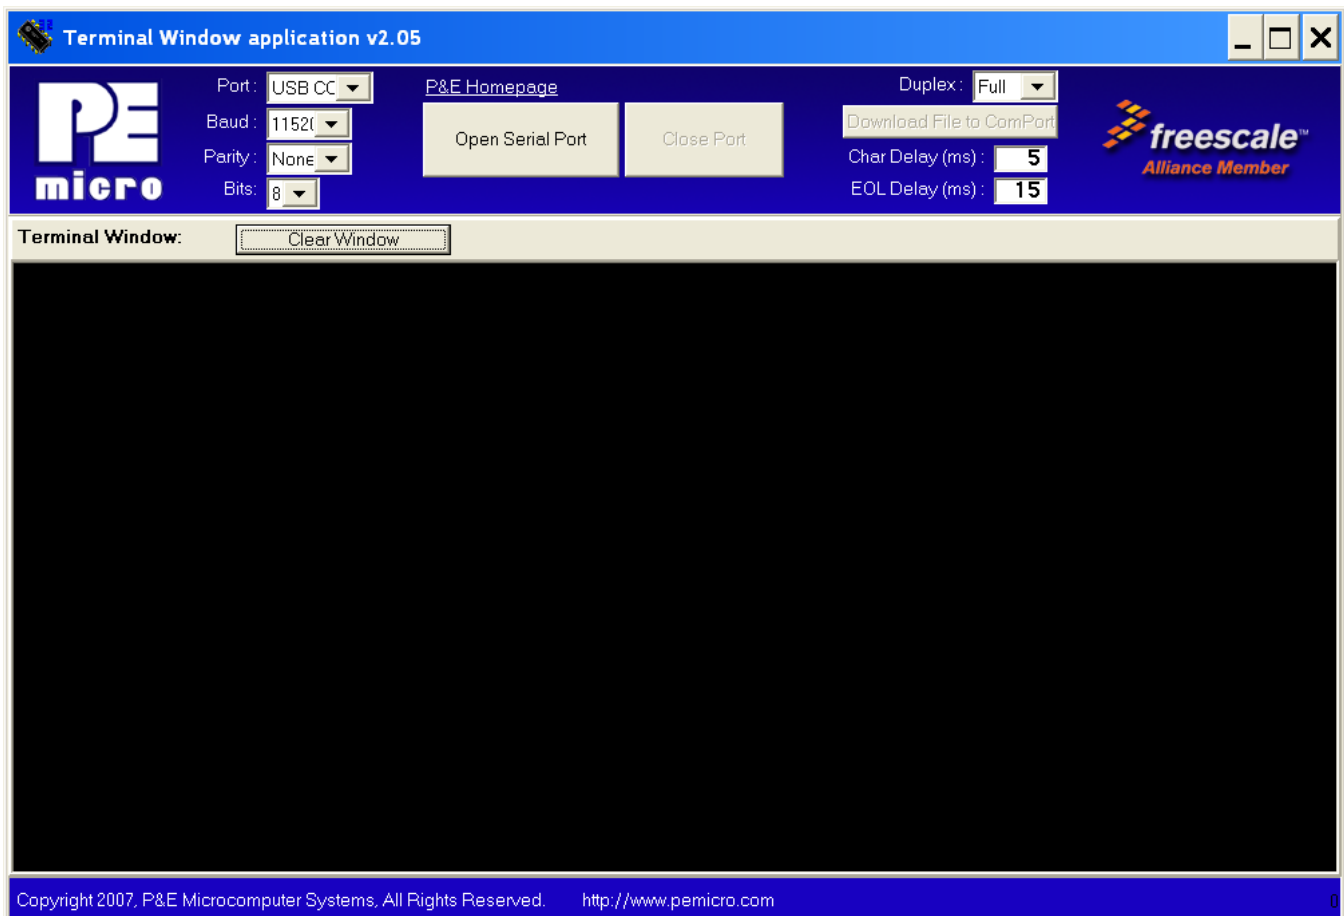 Terminal Window application v2.05
PE
micro
Port: USB CC
Baud: 1152(
Parity: None
Bits: 8
P&E Homepage
Open Serial Port
Close Port
Duplex: Full
Download File to ComPort
Char Delay (ms): 5
EOL Delay (ms): 15
freescale™
Alliance Member
Terminal Window:
Clear Window
Copyright 2007, P&E Microcomputer Systems, All Rights Reserved. http://www.pemicro.com